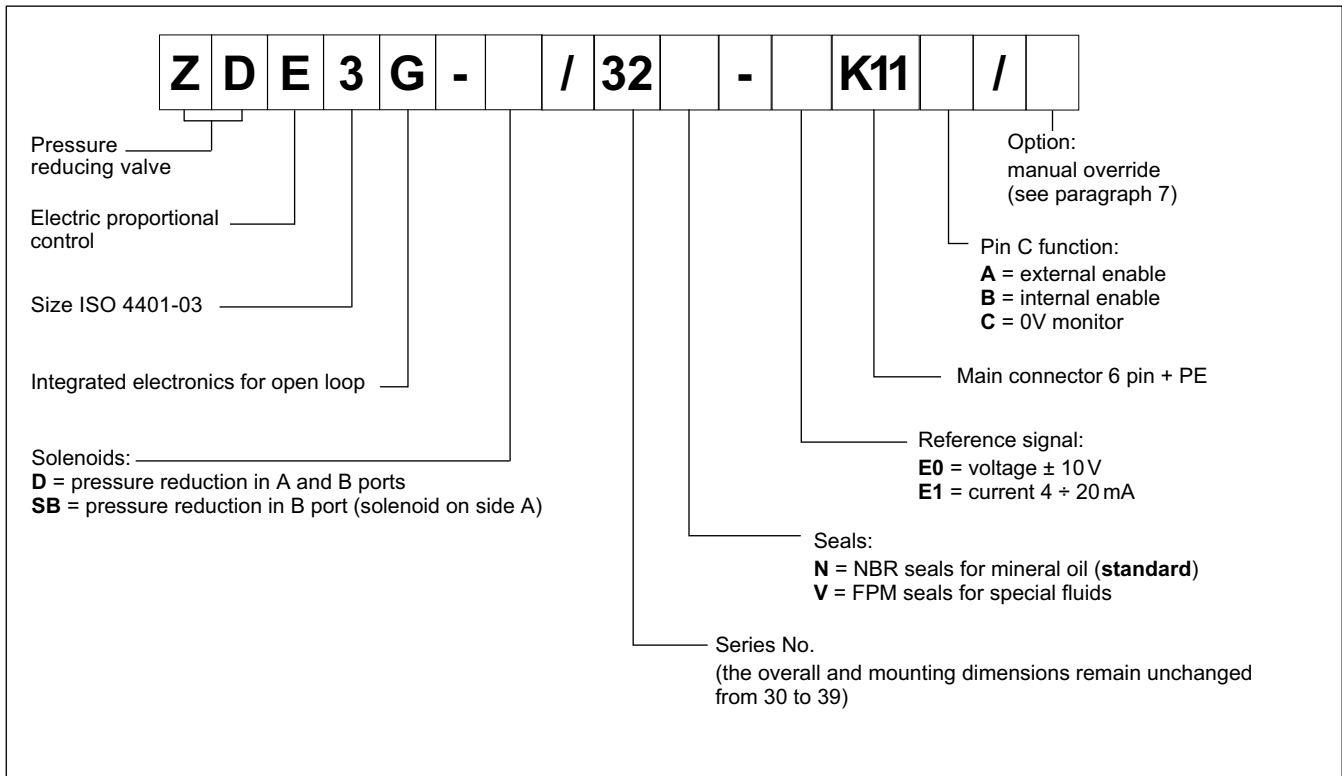 Z D E 3 G - / 32 - K11 /
Pressure
reducing valve
Electric proportional
control
Size ISO 4401-03
Integrated electronics for open loop
Solenoids:
D = pressure reduction in A and B ports
SB = pressure reduction in B port (solenoid on side A)
Option:
manual override
(see paragraph 7)
Pin C function:
A = external enable
B = internal enable
C = 0V monitor
Main connector 6 pin + PE
Reference signal:
E0 = voltage ± 10 V
E1 = current 4 ÷ 20 mA
Seals:
N = NBR seals for mineral oil (standard)
V = FPM seals for special fluids
Series No.
(the overall and mounting dimensions remain unchanged
from 30 to 39)